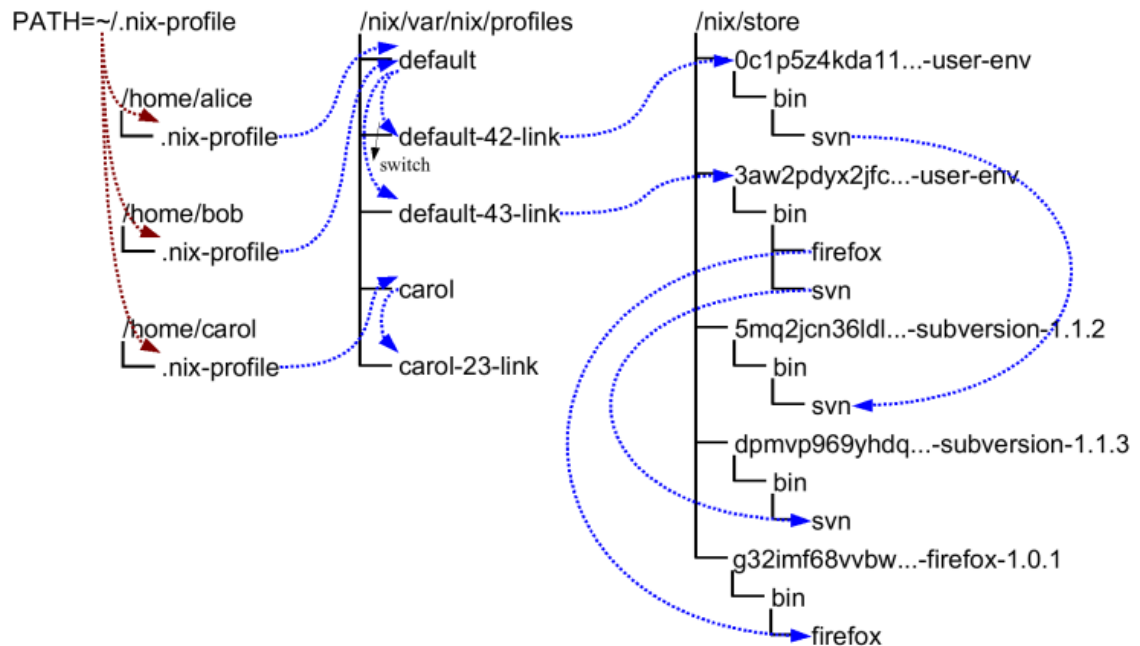 PATH=~/.nix-profile
/home/alice
.nix-profile
/home/bob
.nix-profile
/home/carol
.nix-profile
/nix/var/nix/profiles
default
default-42-link
switch
default-43-link
carol
carol-23-link
/nix/store
0c1p5z4kda11...-user-env
bin
svn
3aw2pdyx2jfc...-user-env
bin
firefox
svn
5mq2jcn36ldl...-subversion-1.1.2
bin
svn
dpmvp969yhdq...-subversion-1.1.3
bin
svn
g32imf68vvbw...-firefox-1.0.1
bin
firefox